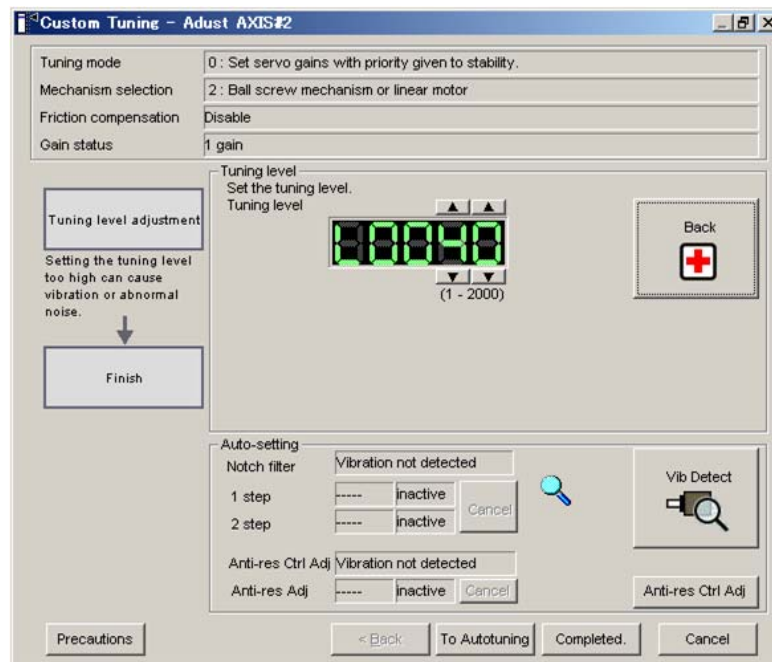 Custom Tuning - Adust AXIS#2
Tuning mode
0 : Set servo gains with priority given to stability.
Mechanism selection
2 : Ball screw mechanism or linear motor
Friction compensation
Disable
Gain status
1 gain
Tuning level adjustment
Setting the tuning level
too high can cause
vibration or abnormal
noise.
Finish
Tuning level
Set the tuning level.
Tuning level
L0040
(1 - 2000)
Back
Auto-setting
Notch filter
Vibration not detected
1 step
-----
inactive
2 step
-----
inactive
Cancel
Anti-res Ctrl Adj
Vibration not detected
Anti-res Adj
-----
inactive
Cancel
Vib Detect
Anti-res Ctrl Adj
Precautions
< Back
To Autotuning
Completed.
Cancel